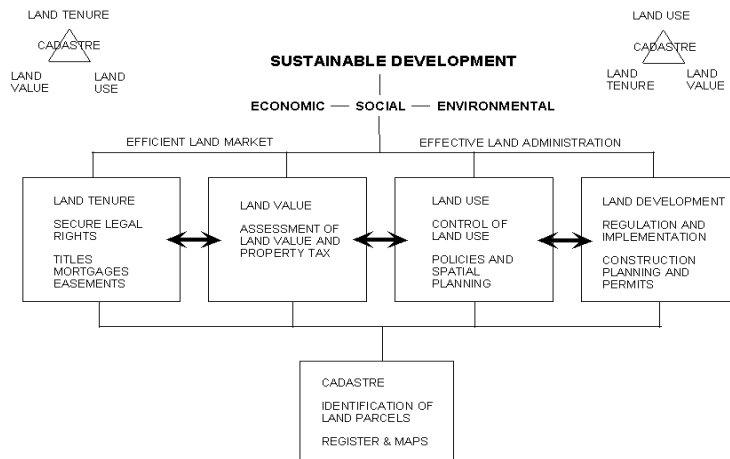 LAND TENURE
CADASTRE
LAND
VALUE
LAND
USE
LAND USE
CADASTRE
LAND
TENURE
LAND
VALUE
SUSTAINABLE DEVELOPMENT
ECONOMIC — SOCIAL — ENVIRONMENTAL
EFFICIENT LAND MARKET
EFFECTIVE LAND ADMINISTRATION
LAND TENURE
SECURE LEGAL
RIGHTS
TITLES
MORTGAGES
EASEMENTS
LAND VALUE
ASSESSMENT OF
LAND VALUE AND
PROPERTY TAX
LAND USE
CONTROL OF
LAND USE
POLICIES AND
SPATIAL
PLANNING
LAND DEVELOPMENT
REGULATION AND
IMPLEMENTATION
CONSTRUCTION
PLANNING AND
PERMITS
CADASTRE
IDENTIFICATION OF
LAND PARCELS
REGISTER & MAPS